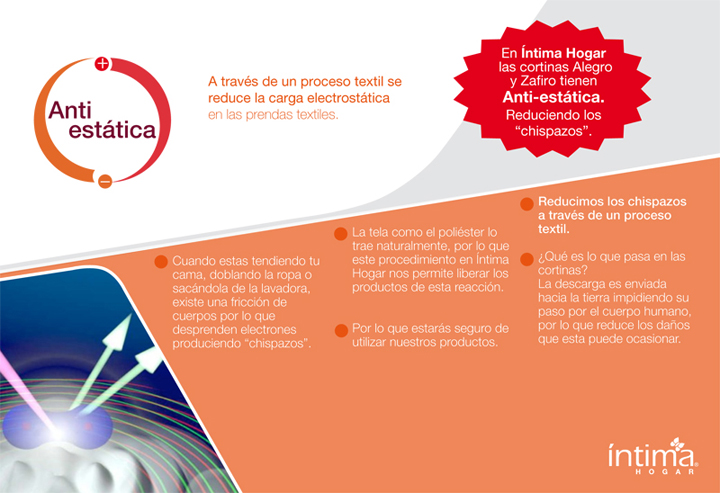 +
Anti
estática
−
A través de un proceso textil se
reduce la carga electrostática
en las prendas textiles.
En Íntima Hogar
las cortinas Alegro
y Zafiro tienen
Anti-estática.
Reduciendo los
“chispazos”.
Cuando estas tendiendo tu
cama, doblando la ropa o
sacándola de la lavadora,
existe una fricción de
cuerpos por lo que
desprenden electrones
produciendo “chispazos”.
La tela como el poliéster lo
trae naturalmente, por lo que
este procedimiento en Íntima
Hogar nos permite liberar los
productos de esta reacción.
Por lo que estarás seguro de
utilizar nuestros productos.
Reducimos los chispazos
a través de un proceso
textil.
¿Qué es lo que pasa en las
cortinas?
La descarga es enviada
hacia la tierra impidiendo su
paso por el cuerpo humano,
por lo que reduce los daños
que esta puede ocasionar.
íntima®
HOGAR